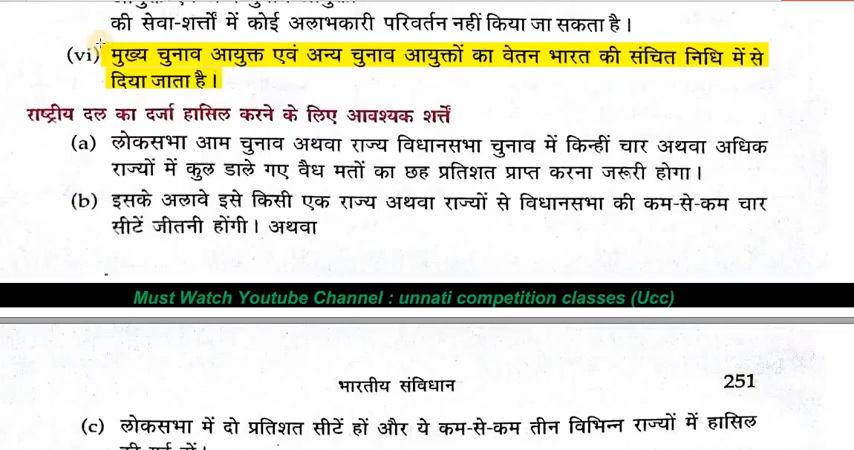 की सेवा-शर्त्तों में कोई अलाभकारी परिवर्तन नहीं किया जा सकता है।
(vi) मुख्य चुनाव आयुक्त एवं अन्य चुनाव आयुक्तों का वेतन भारत की संचित निधि में से
दिया जाता है।
राष्ट्रीय दल का दर्जा हासिल करने के लिए आवश्यक शर्त्तें
(a) लोकसभा आम चुनाव अथवा राज्य विधानसभा चुनाव में किन्हीं चार अथवा अधिक
राज्यों में कुल डाले गए वैध मतों का छह प्रतिशत प्राप्त करना जरूरी होगा।
(b) इसके अलावे इसे किसी एक राज्य अथवा राज्यों से विधानसभा की कम-से-कम चार
सीटें जीतनी होंगी। अथवा
Must Watch Youtube Channel : unnati competition classes (Ucc)
भारतीय संविधान 251
(c) लोकसभा में दो प्रतिशत सीटें हों और ये कम-से-कम तीन विभिन्न राज्यों में हासिल